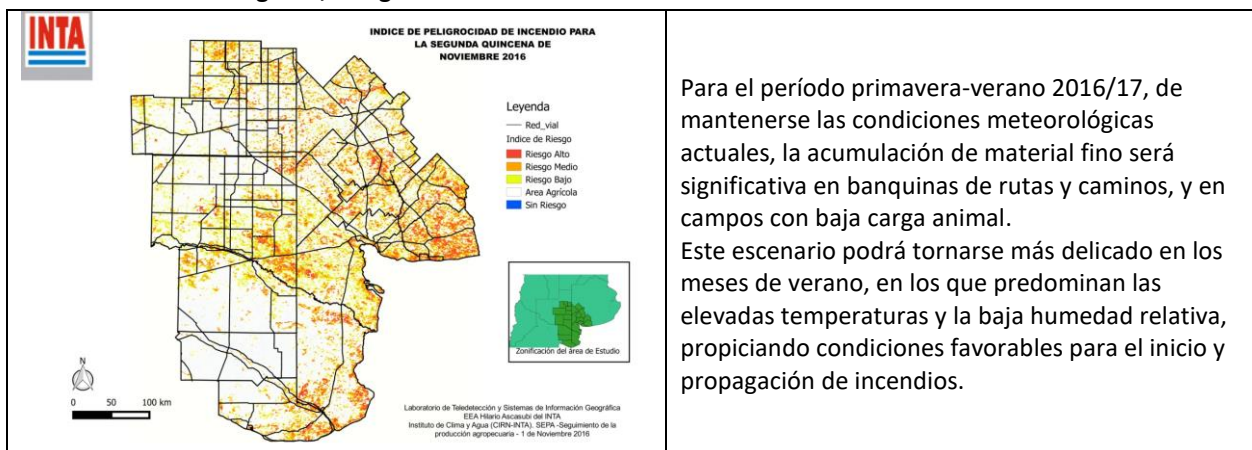 INTA
INDICE DE PELIGROCIDAD DE INCENDIO PARA
LA SEGUNDA QUINCENA DE
NOVIEMBRE 2016
Leyenda
Red_vial
Indice de Riesgo
Riesgo Alto
Riesgo Medio
Riesgo Bajo
Area Agrícola
Sin Riesgo
Zonificación del área de Estudio
N
0 50 100 km
Laboratorio de Teledetección y Sistemas de Información Geográfica
EEA Hilario Ascasubi del INTA
Instituto de Clima y Agua (CIRN-INTA). SEPA -Seguimiento de la
producción agropecuaria - 1 de Noviembre 2016
Para el período primavera-verano 2016/17, de
mantenerse las condiciones meteorológicas
actuales, la acumulación de material fino será
significativa en banquinas de rutas y caminos, y en
campos con baja carga animal.
Este escenario podrá tornarse más delicado en los
meses de verano, en los que predominan las
elevadas temperaturas y la baja humedad relativa,
propiciando condiciones favorables para el inicio y
propagación de incendios.